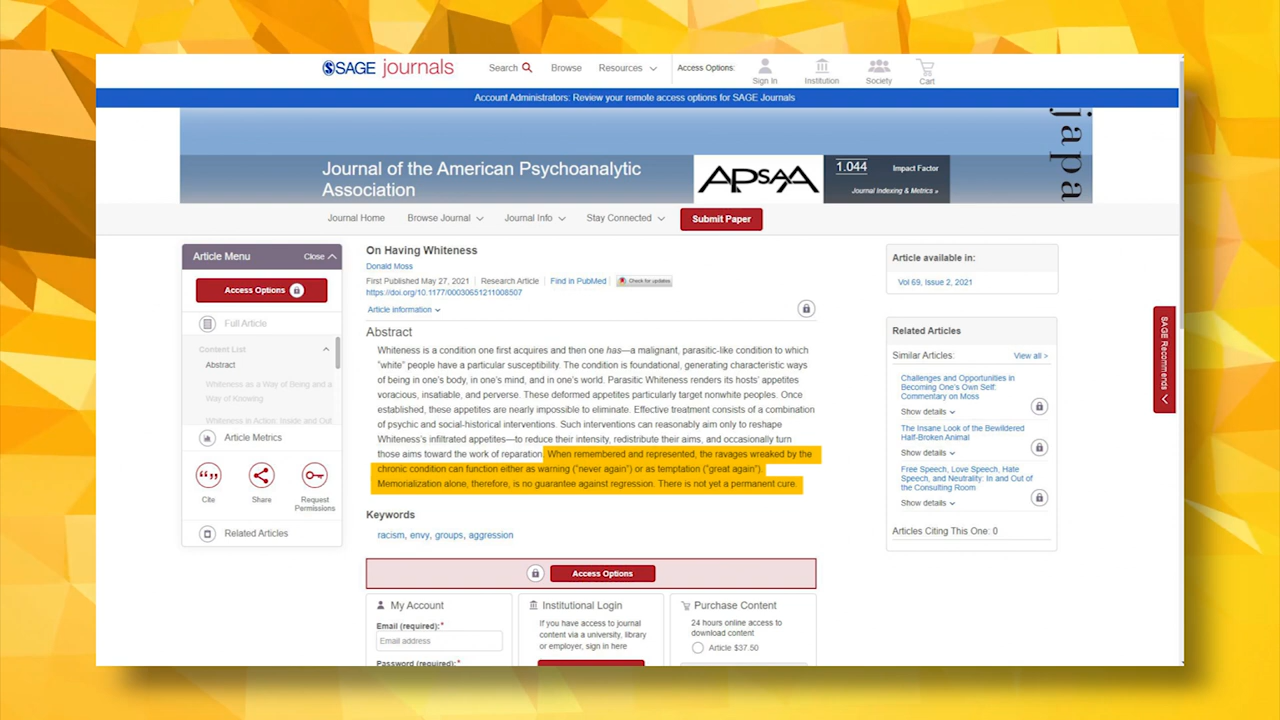 SAGE journals
Search Browse Resources Access Options: Sign In Institution Society Cart
Account Administrators: Review your remote access options for SAGE Journals
japa
Journal of the American Psychoanalytic
Association
APsaA
1.044 Impact Factor
Journal Indexing & Metrics »
Journal Home Browse Journal Journal Info Stay Connected Submit Paper
Article Menu Close
Access Options
Full Article
Content List
Abstract
Whiteness as a Way of Being and a
Way of Knowing
Whiteness in Action: Inside and Out
Article Metrics
Cite Share Request
Permissions
Related Articles
On Having Whiteness
Donald Moss
First Published May 27, 2021 Research Article Find in PubMed Check for updates
https://doi.org/10.1177/00030651211008507
Article information
Abstract
Whiteness is a condition one first acquires and then one has—a malignant, parasitic-like condition to which
"white" people have a particular susceptibility. The condition is foundational, generating characteristic ways
of being in one's body, in one's mind, and in one's world. Parasitic Whiteness renders its hosts' appetites
voracious, insatiable, and perverse. These deformed appetites particularly target nonwhite peoples. Once
established, these appetites are nearly impossible to eliminate. Effective treatment consists of a combination
of psychic and social-historical interventions. Such interventions can reasonably aim only to reshape
Whiteness's infiltrated appetites—to reduce their intensity, redistribute their aims, and occasionally turn
those aims toward the work of reparation. When remembered and represented, the ravages wreaked by the
chronic condition can function either as warning ("never again") or as temptation ("great again").
Memorialization alone, therefore, is no guarantee against regression. There is not yet a permanent cure.
Keywords
racism, envy, groups, aggression
Access Options
My Account
Email (required):*
Email address
Password (required):*
Institutional Login
If you have access to journal
content via a university, library
or employer, sign in here
Purchase Content
24 hours online access to
download content
Article $37.50
Article available in:
Vol 69, Issue 2, 2021
Related Articles
Similar Articles: View all >
Challenges and Opportunities in
Becoming One's Own Self:
Commentary on Moss
Show details
The Insane Look of the Bewildered
Half-Broken Animal
Show details
Free Speech, Love Speech, Hate
Speech, and Neutrality: In and Out of
the Consulting Room
Show details
Articles Citing This One: 0
SAGE Recommends